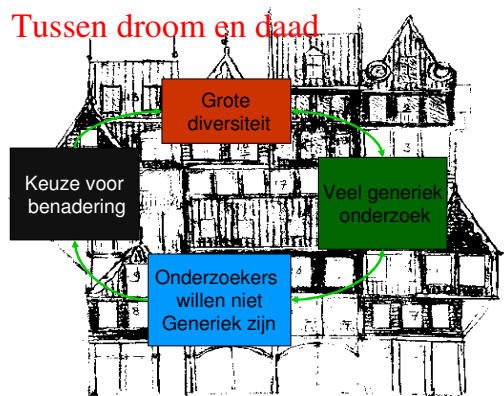 Tussen droom en daad
Grote
diversiteit
Veel generiek
onderzoek
Onderzoekers
willen niet
Generiek zijn
Keuze voor
benadering